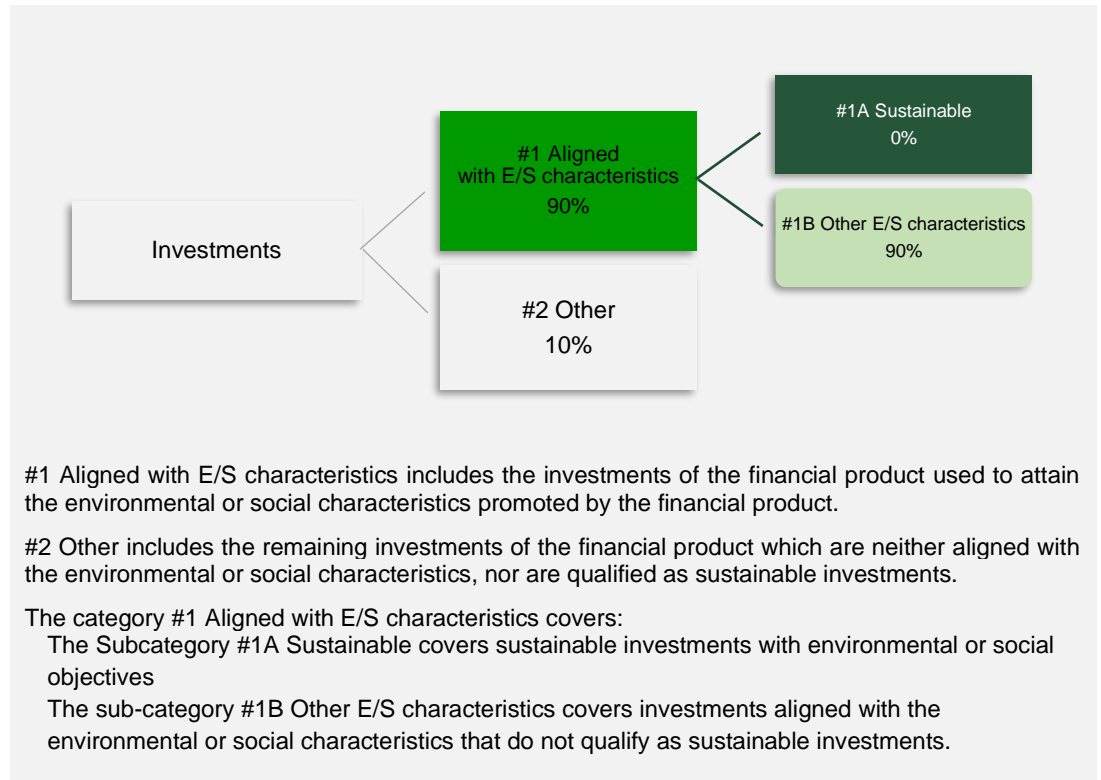 #1A Sustainable
0%
#1 Aligned
with E/S characteristics
90%
#1B Other E/S characteristics
90%
Investments
#2 Other
10%
#1 Aligned with E/S characteristics includes the investments of the financial product used to attain
the environmental or social characteristics promoted by the financial product.
#2 Other includes the remaining investments of the financial product which are neither aligned with
the environmental or social characteristics, nor are qualified as sustainable investments.
The category #1 Aligned with E/S characteristics covers:
The Subcategory #1A Sustainable covers sustainable investments with environmental or social
objectives
The sub-category #1B Other E/S characteristics covers investments aligned with the
environmental or social characteristics that do not qualify as sustainable investments.